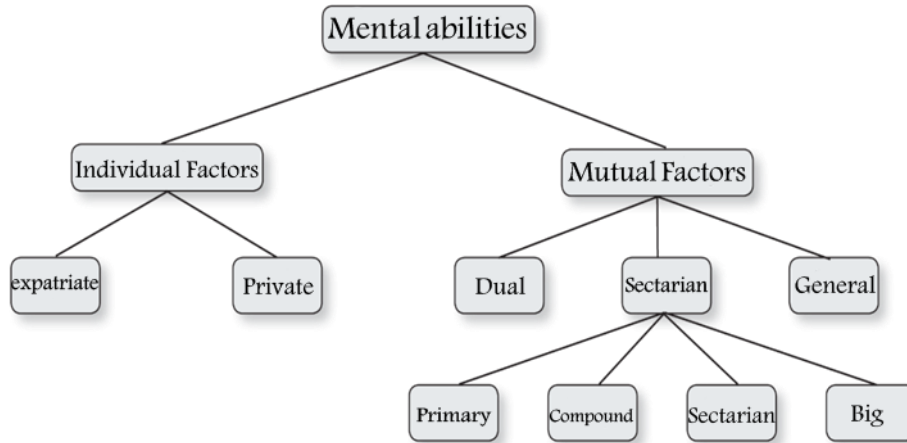 Mental abilities
Individual Factors
Mutual Factors
expatriate
Private
Dual
Sectarian
General
Primary
Compound
Sectarian
Big